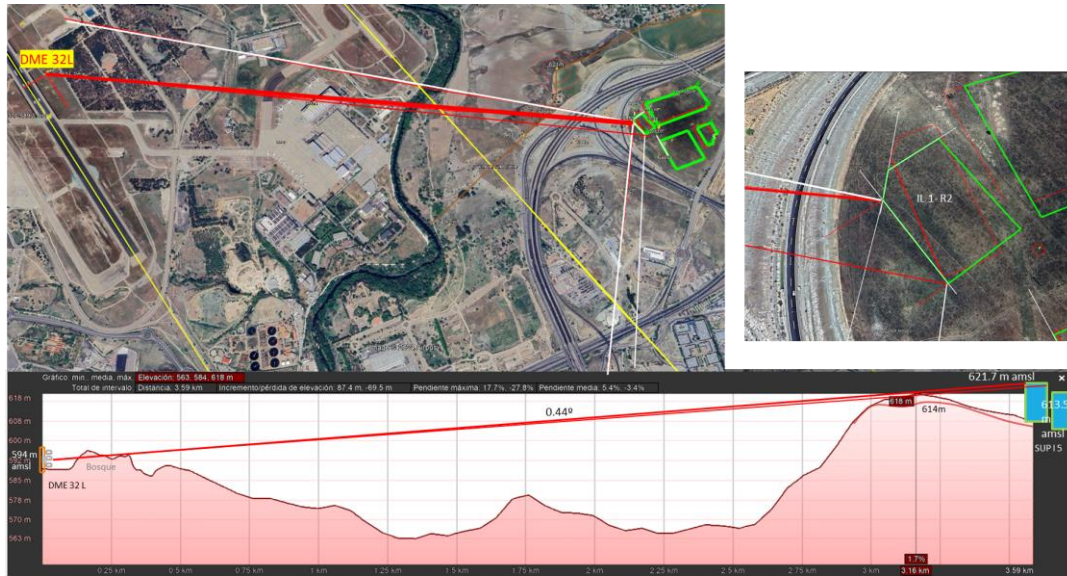 DME 32L
IL_1- R2
Gráfico: mín., media, máx. Elevación: 563, 584, 618 m
Total de intervalo: Distancia: 3.59 km Incremento/pérdida de elevación: 87.4 m, -69.5 m Pendiente máxima: 17.7%, -27.8% Pendiente media: 5.4%, -3.4%
621.7 m amsl
618 m
608 m
600 m
594 m
amsl
585 m
578 m
570 m
563 m
Bosque
DME 32 L
0.44º
618 m
614m
613.5
m
amsl
SUP I 5
1.7%
0.25 km 0.5 km 0.75 km 1 km 1.25 km 1.5 km 1.75 km 2 km 2.25 km 2.5 km 2.75 km 3 km 3.16 km 3.59 km